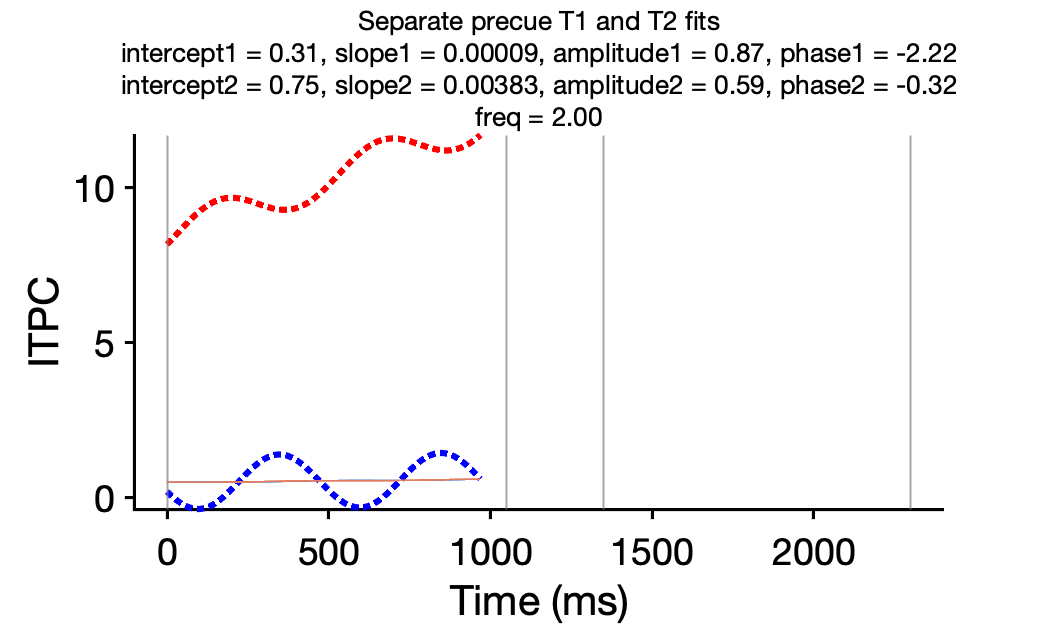 Separate precue T1 and T2 fits
intercept1 = 0.31, slope1 = 0.00009, amplitude1 = 0.87, phase1 = -2.22
intercept2 = 0.75, slope2 = 0.00383, amplitude2 = 0.59, phase2 = -0.32
freq = 2.00
10
5
0
ITPC
0 500 1000 1500 2000
Time (ms)